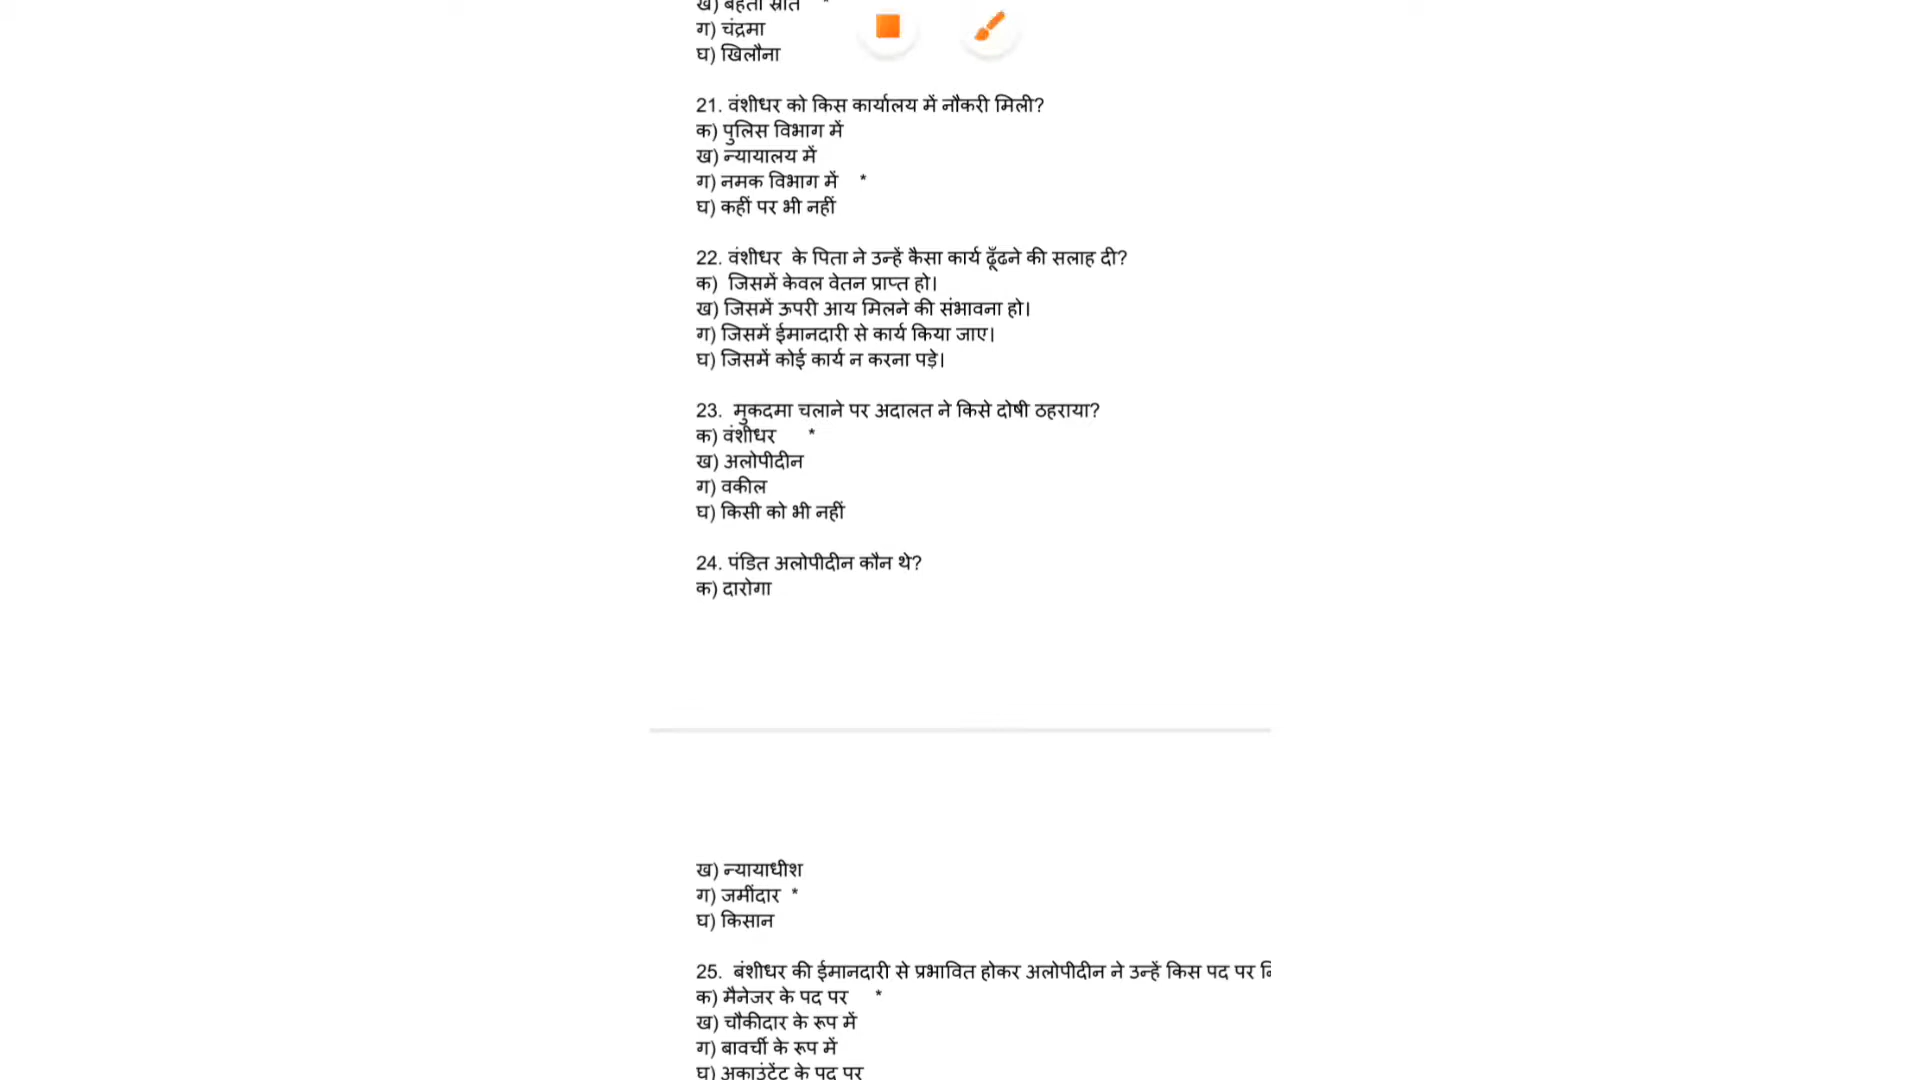 ख) बहता स्रोत *
ग) चंद्रमा
घ) खिलौना
21. वंशीधर को किस कार्यालय में नौकरी मिली?
क) पुलिस विभाग में
ख) न्यायालय में
ग) नमक विभाग में *
घ) कहीं पर भी नहीं
22. वंशीधर के पिता ने उन्हें कैसा कार्य ढूँढने की सलाह दी?
क) जिसमें केवल वेतन प्राप्त हो।
ख) जिसमें ऊपरी आय मिलने की संभावना हो।
ग) जिसमें ईमानदारी से कार्य किया जाए।
घ) जिसमें कोई कार्य न करना पड़े।
23. मुकदमा चलाने पर अदालत ने किसे दोषी ठहराया?
क) वंशीधर *
ख) अलोपीदीन
ग) वकील
घ) किसी को भी नहीं
24. पंडित अलोपीदीन कौन थे?
क) दारोगा
ख) न्यायाधीश
ग) जमींदार *
घ) किसान
25. बंशीधर की ईमानदारी से प्रभावित होकर अलोपीदीन ने उन्हें किस पद पर
क) मैनेजर के पद पर *
ख) चौकीदार के रूप में
ग) बावर्ची के रूप में
घ) अकाउंटेंट के पद पर